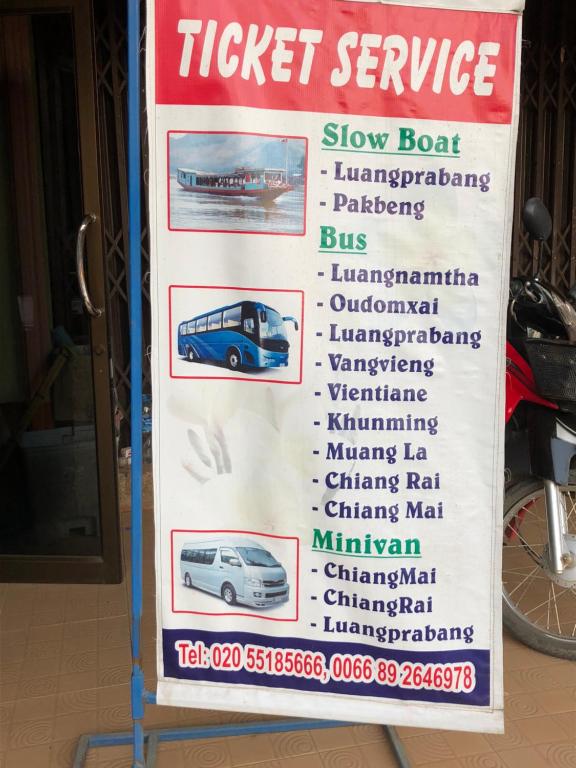 TICKET SERVICE
Slow Boat
- Luangprabang
- Pakbeng
Bus
- Luangnamtha
- Oudomxai
- Luangprabang
- Vangvieng
- Vientiane
- Khunming
- Muang La
- Chiang Rai
- Chiang Mai
Minivan
- ChiangMai
- ChiangRai
- Luangprabang
Tel: 020 55185666, 0066 89 2646978